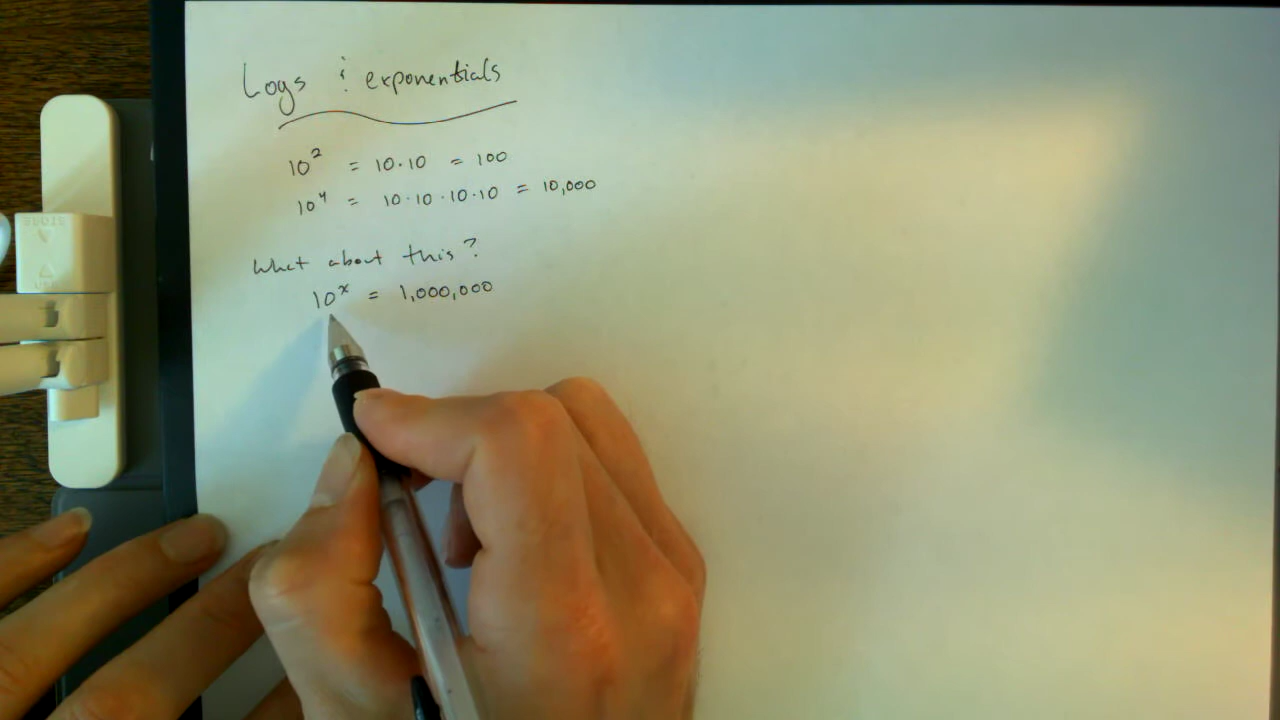 Logs & exponentials
10² = 10·10 = 100
10⁴ = 10·10·10·10 = 10,000
What about this?
10ˣ = 1,000,000